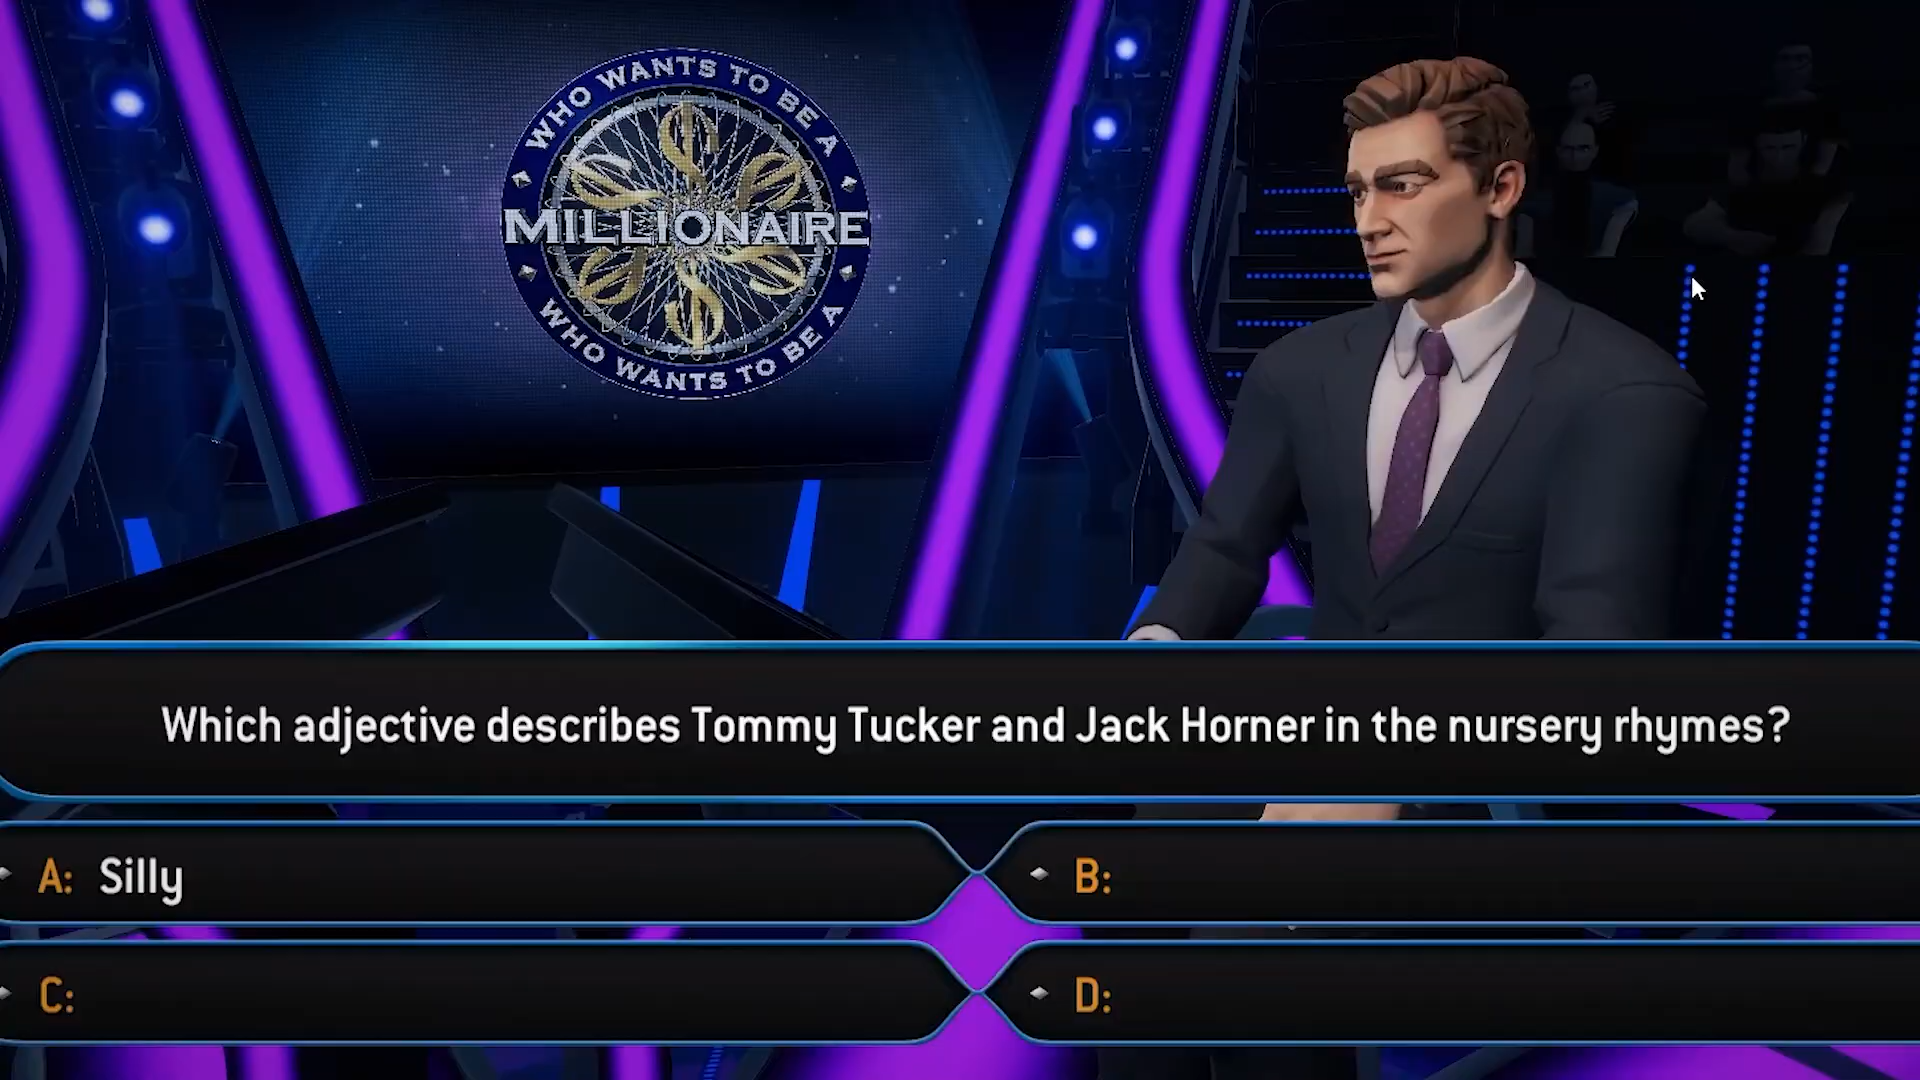 WHO WANTS TO BE A
MILLIONAIRE
WHO WANTS TO BE A
Which adjective describes Tommy Tucker and Jack Horner in the nursery rhymes?
A: Silly
B:
C:
D: